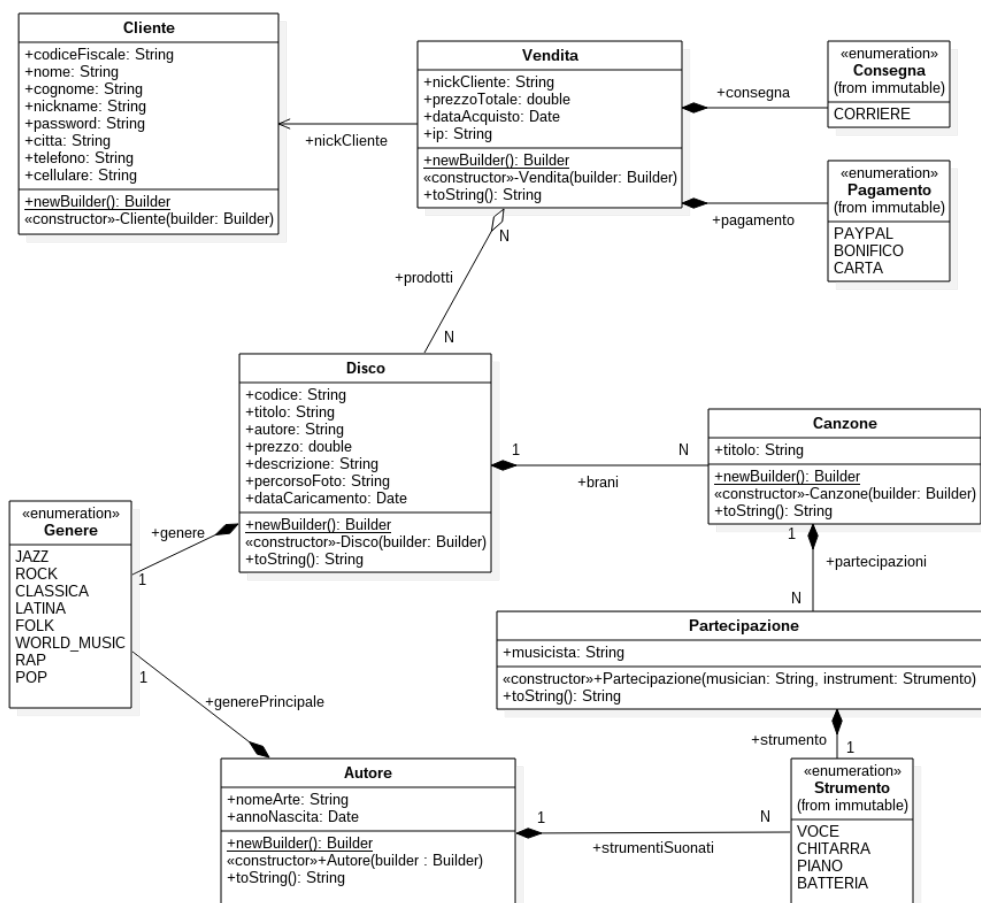 Cliente
+codiceFiscale: String
+nome: String
+cognome: String
+nickname: String
+password: String
+citta: String
+telefono: String
+cellulare: String
+newBuilder(): Builder
«constructor»-Cliente(builder: Builder)
+nickCliente
Vendita
+nickCliente: String
+prezzoTotale: double
+dataAcquisto: Date
+ip: String
+newBuilder(): Builder
«constructor»-Vendita(builder: Builder)
+toString(): String
+consegna
«enumeration»
Consegna
(from immutable)
CORRIERE
+pagamento
«enumeration»
Pagamento
(from immutable)
PAYPAL
BONIFICO
CARTA
N
+prodotti
N
Disco
+codice: String
+titolo: String
+autore: String
+prezzo: double
+descrizione: String
+percorsoFoto: String
+dataCaricamento: Date
+newBuilder(): Builder
«constructor»-Disco(builder: Builder)
+toString(): String
1
N
+brani
Canzone
+titolo: String
+newBuilder(): Builder
«constructor»-Canzone(builder: Builder)
+toString(): String
1
+partecipazioni
N
«enumeration»
Genere
JAZZ
ROCK
CLASSICA
LATINA
FOLK
WORLD_MUSIC
RAP
POP
+genere
1
1
+generePrincipale
Partecipazione
+musicista: String
«constructor»+Partecipazione(musician: String, instrument: Strumento)
+toString(): String
+strumento
1
Autore
+nomeArte: String
+annoNascita: Date
+newBuilder(): Builder
«constructor»+Autore(builder : Builder)
+toString(): String
1
N
+strumentiSuonati
«enumeration»
Strumento
(from immutable)
VOCE
CHITARRA
PIANO
BATTERIA